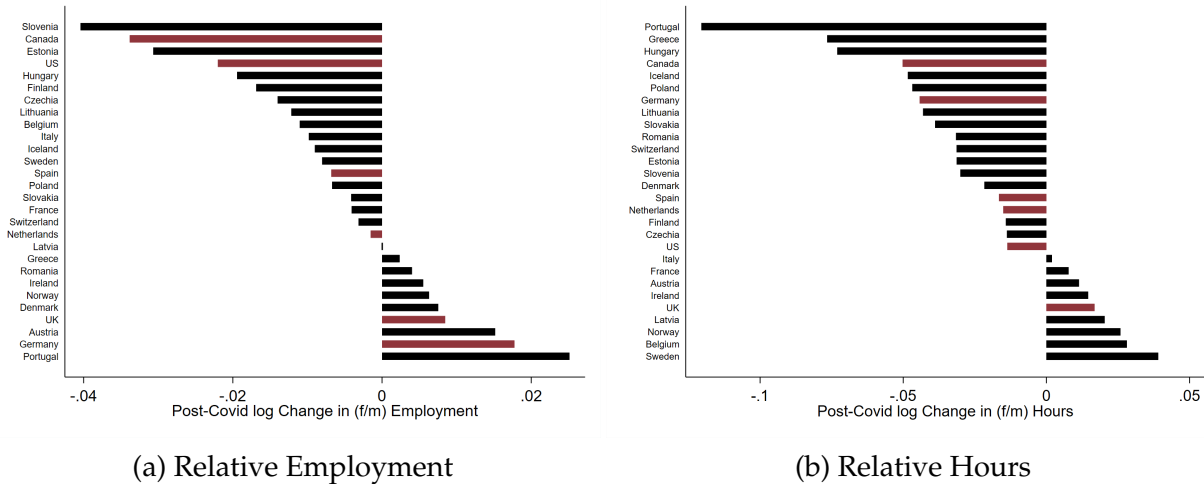 Slovenia
Canada
Estonia
US
Hungary
Finland
Czechia
Lithuania
Belgium
Italy
Iceland
Sweden
Spain
Poland
Slovakia
France
Switzerland
Netherlands
Latvia
Greece
Romania
Ireland
Norway
Denmark
UK
Austria
Germany
Portugal
-.04 -.02 0 .02
Post-Covid log Change in (f/m) Employment
(a) Relative Employment
Portugal
Greece
Hungary
Canada
Iceland
Poland
Germany
Lithuania
Slovakia
Romania
Switzerland
Estonia
Slovenia
Denmark
Spain
Netherlands
Finland
Czechia
US
Italy
France
Austria
Ireland
UK
Latvia
Norway
Belgium
Sweden
-.1 -.05 0 .05
Post-Covid log Change in (f/m) Hours
(b) Relative Hours